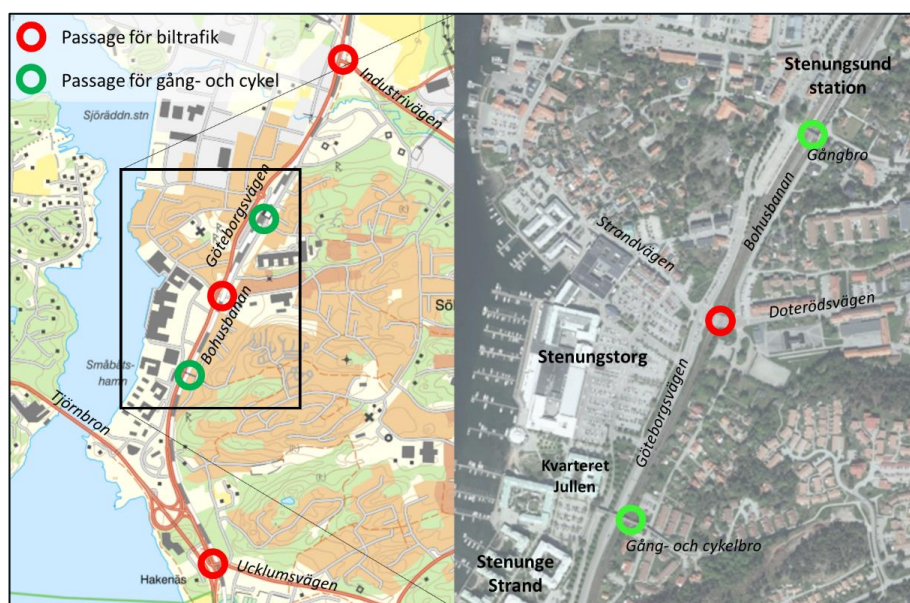 Passage för biltrafik
Passage för gång- och cykel
Sjöräddn.stn
Industrivägen
Göteborgsvägen
Bohusbanan
Småbåts-
hamn
Tjörnbron
Hakenäs
Ucklumsvägen
Sö
Stenungsund
station
Gångbro
Bohusbanan
Strandvägen
Doterödsvägen
Stenungstorg
Göteborgsvägen
Kvarteret
Jullen
Gång- och cykelbro
Stenunge
Strand